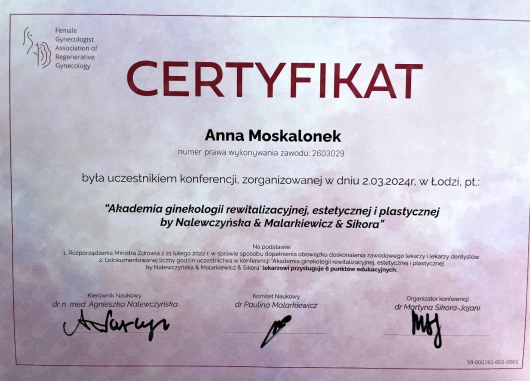 Female
Gynecologist
Association of
Regenerative
Gynecology
CERTYFIKAT
Anna Moskalonek
numer prawa wykonywania zawodu: 2603029
była uczestnikiem konferencji, zorganizowanej w dniu 2.03.2024r, w Łodzi, pt.:
"Akademia ginekologii rewitalizacyjnej, estetycznej i plastycznej
by Nalewczyńska & Malarkiewicz & Sikora"
Na podstawie:
1. Rozporządzenia Ministra Zdrowia z 21 lutego 2022 r. w sprawie sposobu dopełnienia obowiązku doskonalenia zawodowego lekarzy i lekarzy dentystów
2. Udokumentowanej liczby godzin uczestnictwa w konferencji "Akademia ginekologii rewitalizacyjnej, estetycznej i plastycznej
by Nalewczyńska & Malarkiewicz & Sikora" lekarzowi przysługuje 6 punktów edukacyjnych.
Kierownik Naukowy
dr n. med. Agnieszka Nalewczyńska
Komitet Naukowy
dr Paulina Malarkiewicz
Organizator konferencji
dr Martyna Sikora-Jajani